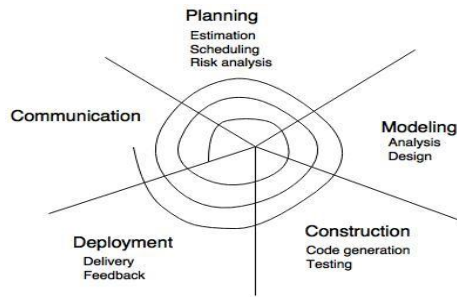 Planning
Estimation
Scheduling
Risk analysis
Communication
Modeling
Analysis
Design
Construction
Code generation
Testing
Deployment
Delivery
Feedback